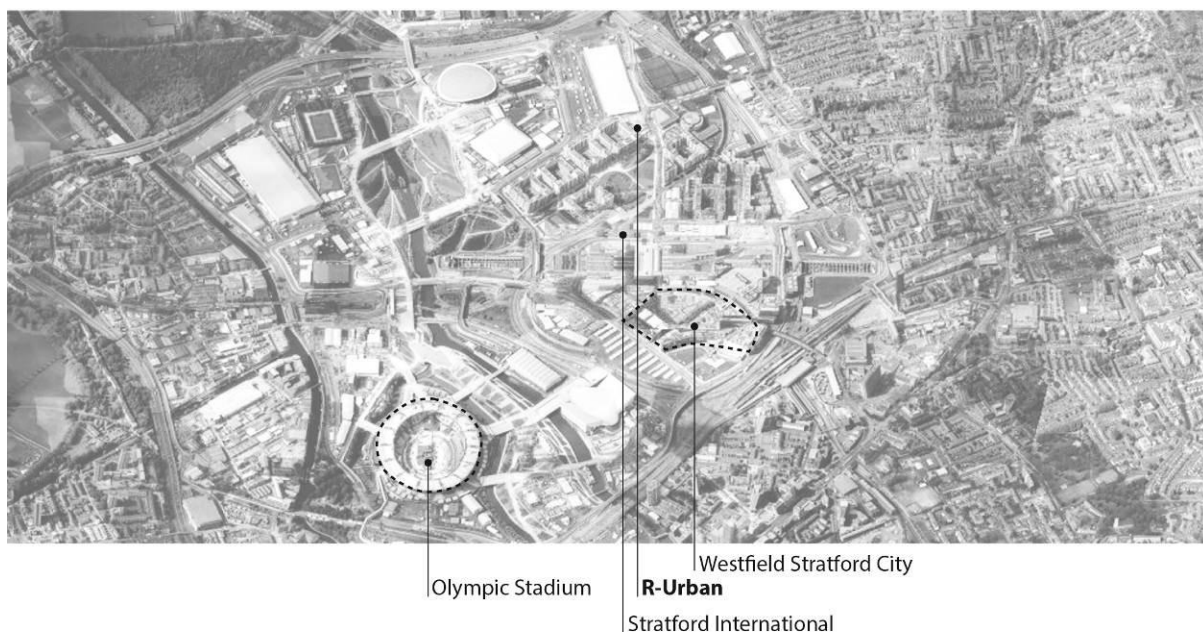 Westfield Stratford City
Olympic Stadium
R-Urban
Stratford International